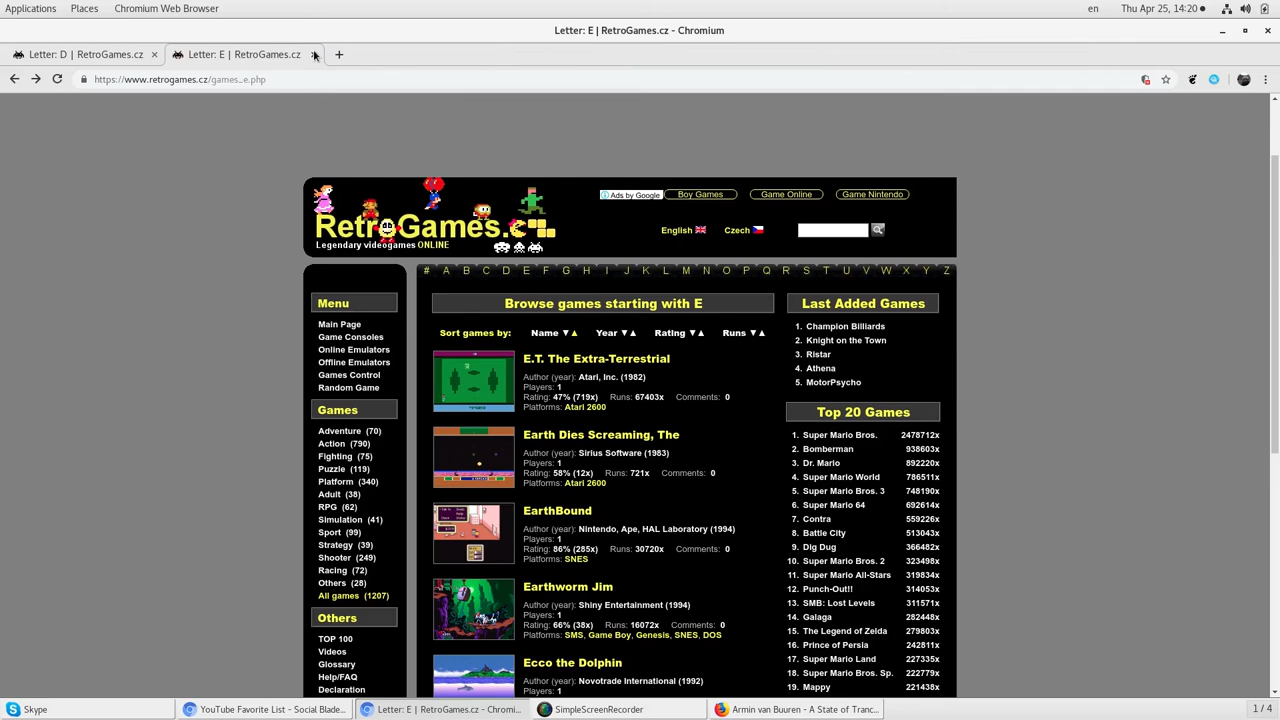 Applications Places Chromium Web Browser en Thu Apr 25, 14:20
Letter: E | RetroGames.cz - Chromium
Letter: D | RetroGames.cz Letter: E | RetroGames.cz
https://www.retrogames.cz/games_e.php
Ads by Google Boy Games Game Online Game Nintendo
RetroGames.c
Legendary videogames ONLINE
English Czech
# A B C D E F G H I J K L M N O P Q R S T U V W X Y Z
Menu
Main Page
Game Consoles
Online Emulators
Offline Emulators
Games Control
Random Game
Games
Adventure (70)
Action (790)
Fighting (75)
Puzzle (119)
Platform (340)
Adult (38)
RPG (62)
Simulation (41)
Sport (99)
Strategy (39)
Shooter (249)
Racing (72)
Others (28)
All games (1207)
Others
TOP 100
Videos
Glossary
Help/FAQ
Declaration
Browse games starting with E
Sort games by: Name ▼▲ Year ▼▲ Rating ▼▲ Runs ▼▲
E.T. The Extra-Terrestrial
Author (year): Atari, Inc. (1982)
Players: 1
Rating: 47% (719x) Runs: 67403x Comments: 0
Platforms: Atari 2600
Earth Dies Screaming, The
Author (year): Sirius Software (1983)
Players: 1
Rating: 58% (12x) Runs: 721x Comments: 0
Platforms: Atari 2600
EarthBound
Author (year): Nintendo, Ape, HAL Laboratory (1994)
Players: 1
Rating: 86% (285x) Runs: 30720x Comments: 0
Platforms: SNES
Earthworm Jim
Author (year): Shiny Entertainment (1994)
Players: 1
Rating: 66% (38x) Runs: 16072x Comments: 0
Platforms: SMS, Game Boy, Genesis, SNES, DOS
Ecco the Dolphin
Author (year): Novotrade International (1992)
Players: 1
Last Added Games
1. Champion Billiards
2. Knight on the Town
3. Ristar
4. Athena
5. MotorPsycho
Top 20 Games
1. Super Mario Bros. 2478712x
2. Bomberman 938603x
3. Dr. Mario 892220x
4. Super Mario World 786511x
5. Super Mario Bros. 3 748190x
6. Super Mario 64 692614x
7. Contra 559226x
8. Battle City 513043x
9. Dig Dug 366482x
10. Super Mario Bros. 2 323498x
11. Super Mario All-Stars 319834x
12. Punch-Out!! 314053x
13. SMB: Lost Levels 311571x
14. Galaga 282448x
15. The Legend of Zelda 279803x
16. Prince of Persia 242811x
17. Super Mario Land 227335x
18. Super Mario Bros. Sp. 222779x
19. Mappy 221438x
Skype YouTube Favorite List - Social Blade... Letter: E | RetroGames.cz - Chromi... SimpleScreenRecorder Armin van Buuren - A State of Tranc... 1 / 4